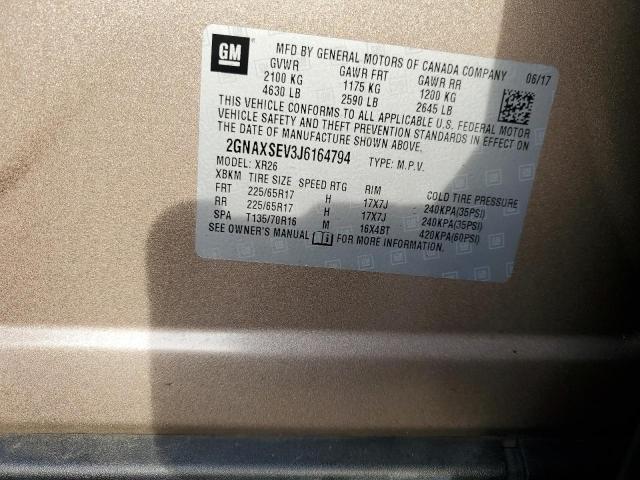 GM
MFD BY GENERAL MOTORS OF CANADA COMPANY 06/17
GVWR GAWR FRT GAWR RR
2100 KG 1175 KG 1200 KG
4630 LB 2590 LB 2645 LB
THIS VEHICLE CONFORMS TO ALL APPLICABLE U.S. FEDERAL MOTOR
VEHICLE SAFETY AND THEFT PREVENTION STANDARDS IN EFFECT ON
THE DATE OF MANUFACTURE SHOWN ABOVE.
2GNAXSEV3J6164794 TYPE: M.P.V.
MODEL: XR26
XBKM TIRE SIZE SPEED RTG RIM COLD TIRE PRESSURE
FRT 225/65R17 H 17X7J 240KPA(35PSI)
RR 225/65R17 H 17X7J 240KPA(35PSI)
SPA T135/70R16 M 16X4BT 420KPA(60PSI)
SEE OWNER'S MANUAL FOR MORE INFORMATION.